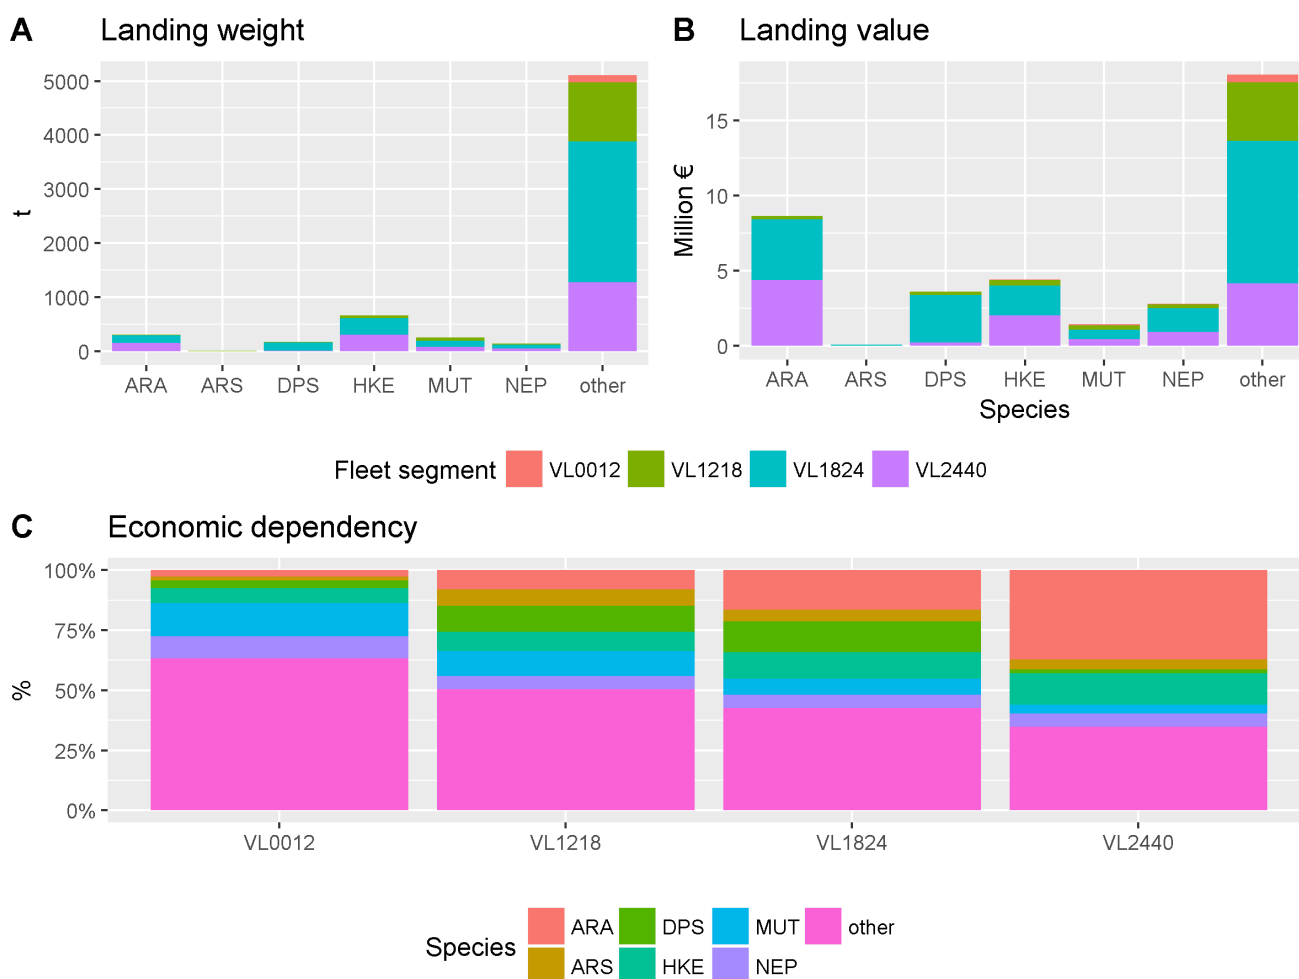 A Landing weight
t
5000
4000
3000
2000
1000
0
ARA ARS DPS HKE MUT NEP other
B Landing value
Million €
15
10
5
0
ARA ARS DPS HKE MUT NEP other
Species
Fleet segment VL0012 VL1218 VL1824 VL2440
C Economic dependency
%
100%
75%
50%
25%
0%
VL0012 VL1218 VL1824 VL2440
Species
ARA DPS MUT other
ARS HKE NEP